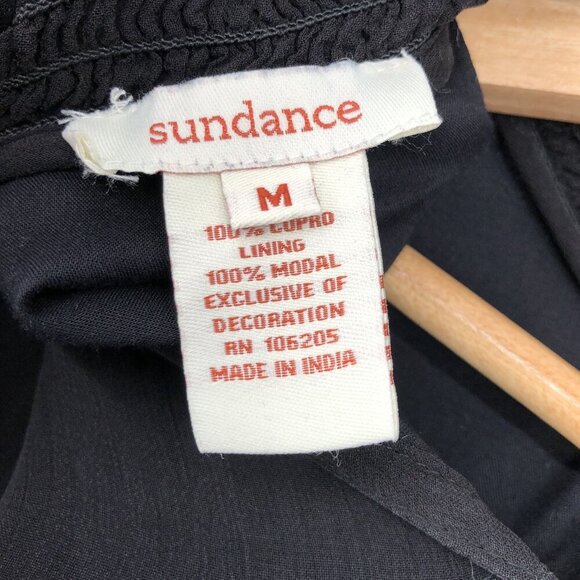 sundance
M
100% CUPRO
LINING
100% MODAL
EXCLUSIVE OF
DECORATION
RN 106205
MADE IN INDIA